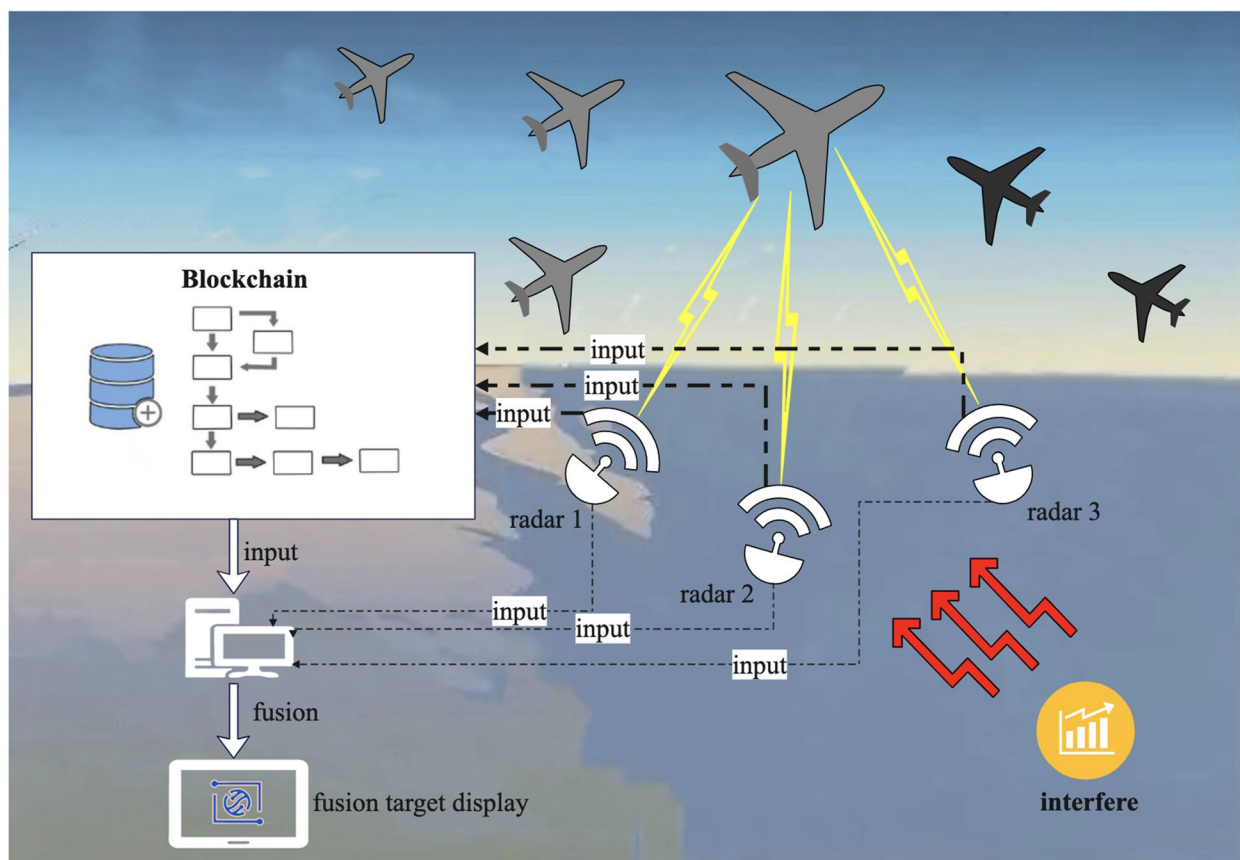 Blockchain
input
input
input
radar 1
radar 3
input
radar 2
input
input
input
fusion
fusion target display
interfere